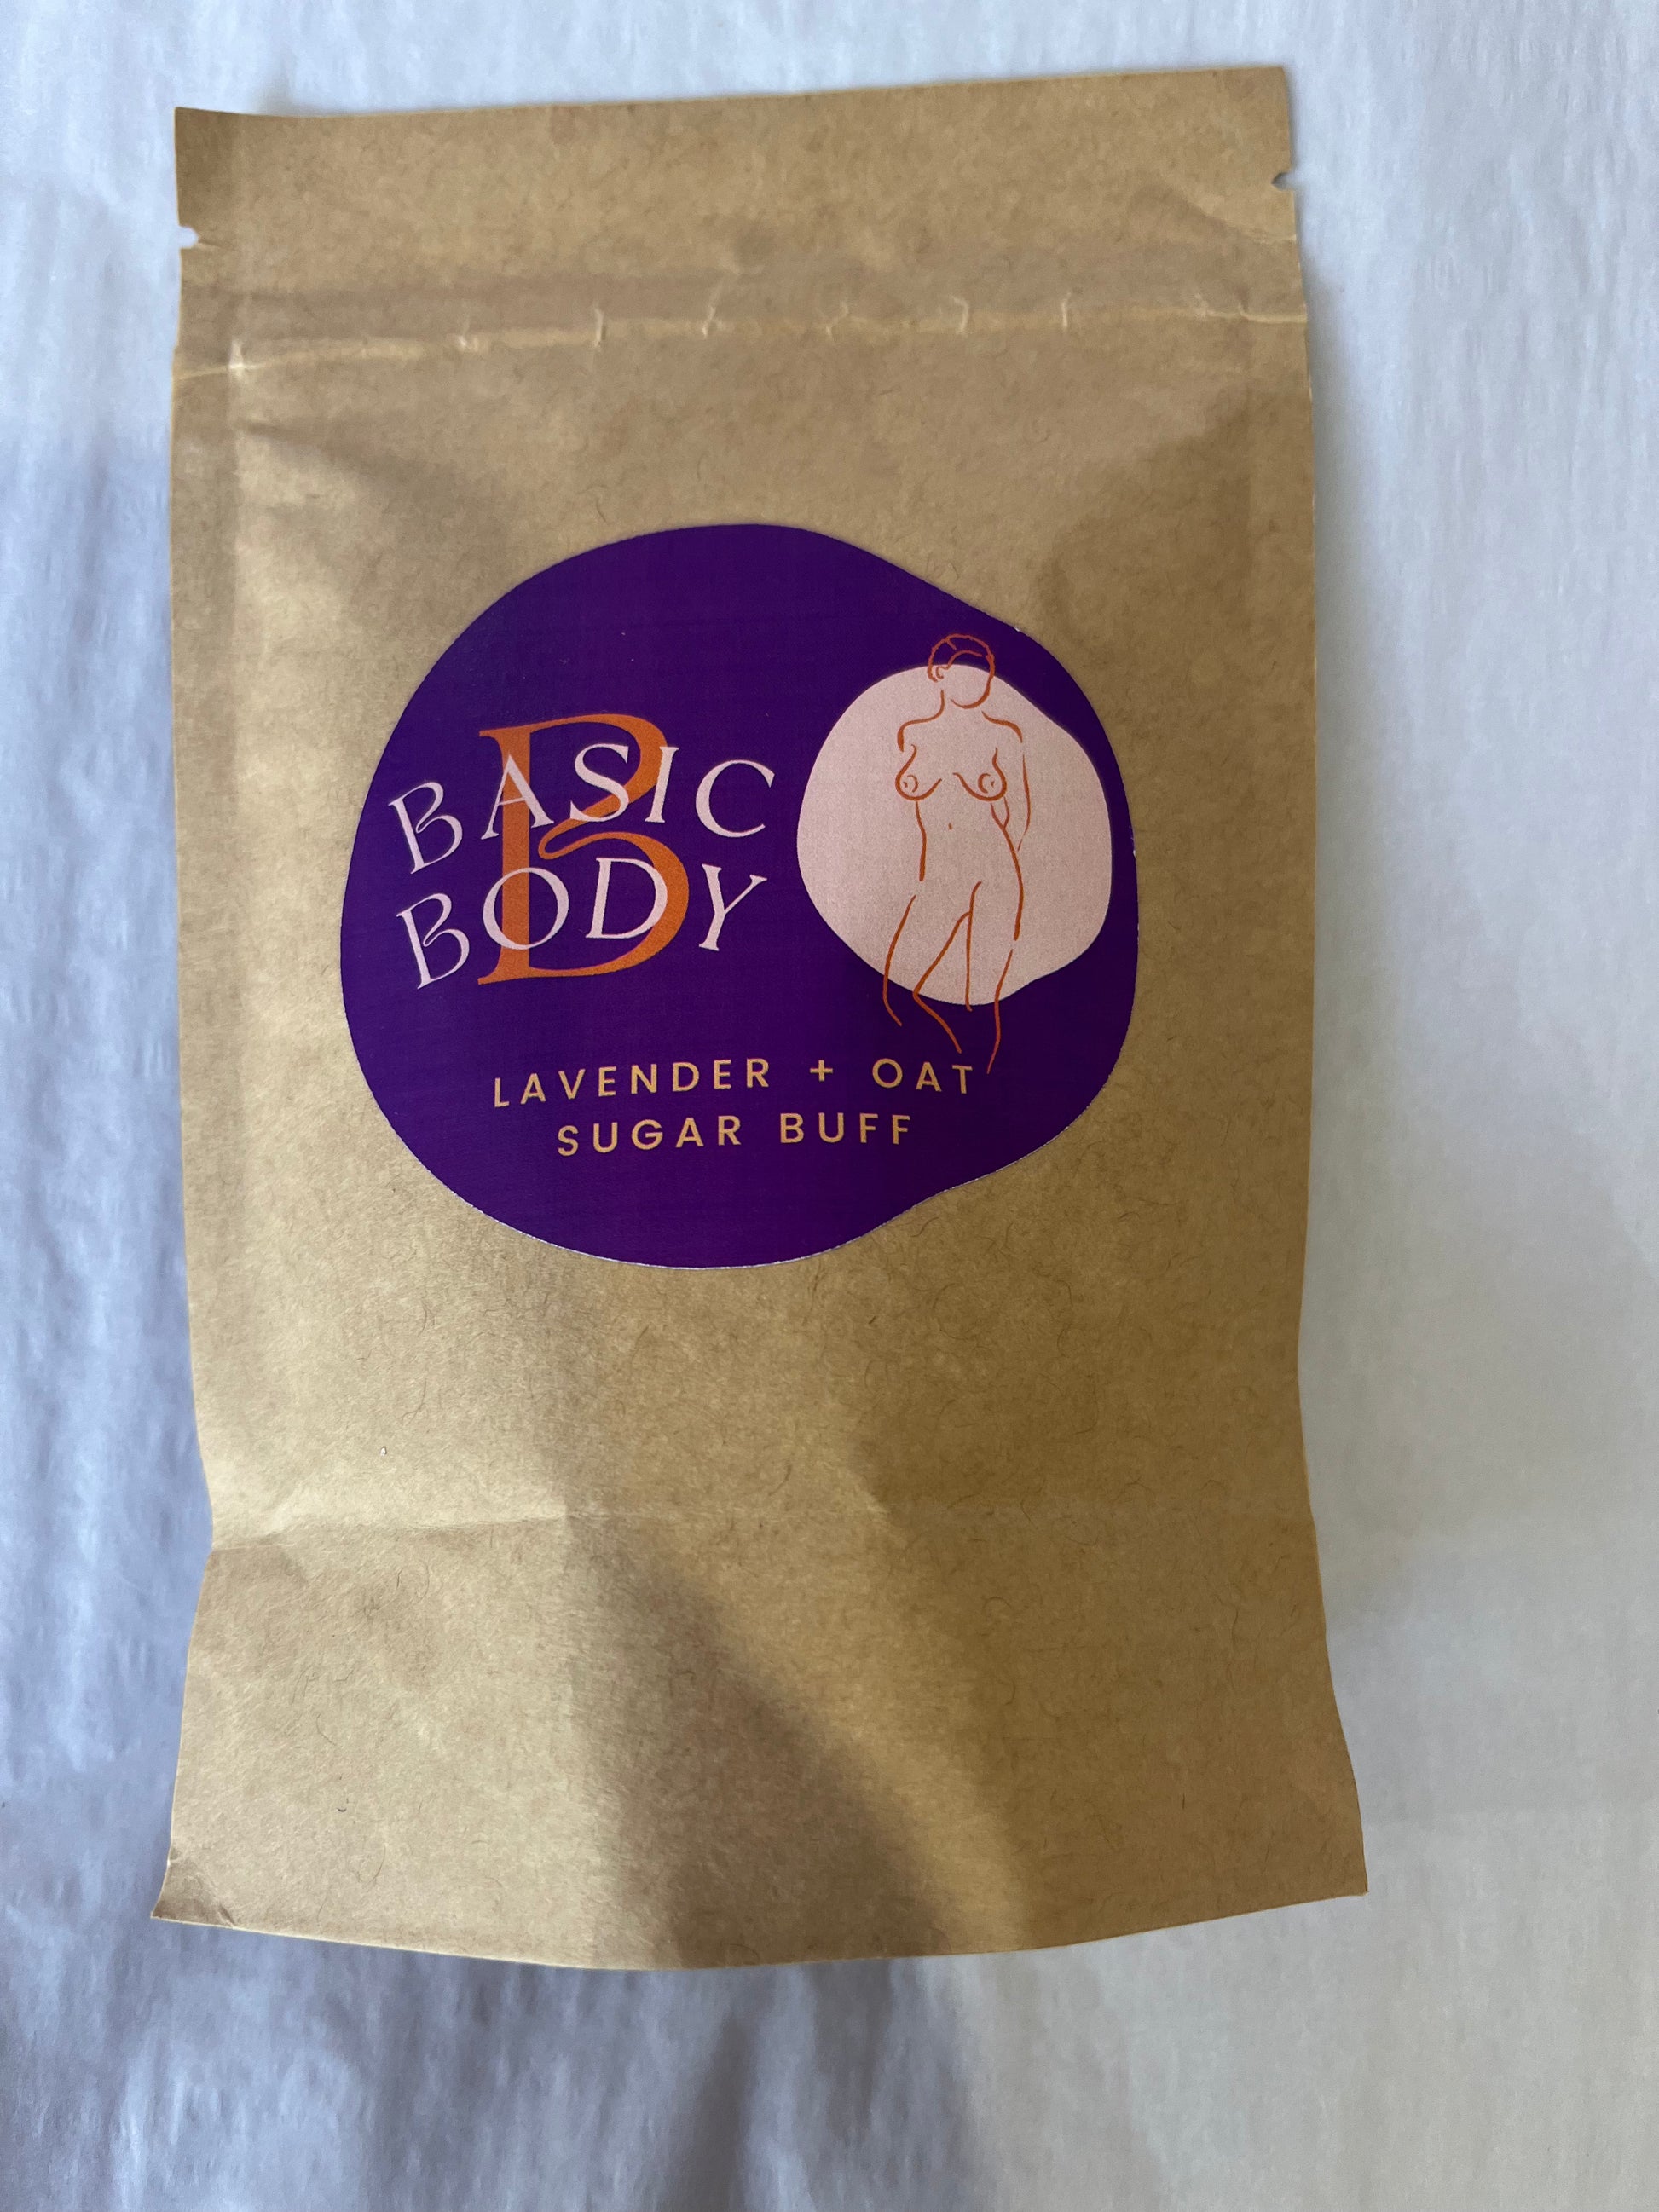 B
BASIC
BODY
LAVENDER + OAT
SUGAR BUFF